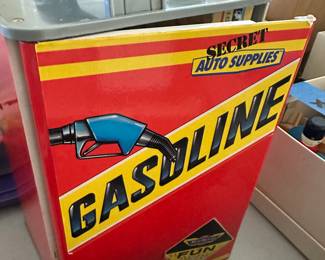 SECRET
AUTO SUPPLIES
GASOLINE
FUN